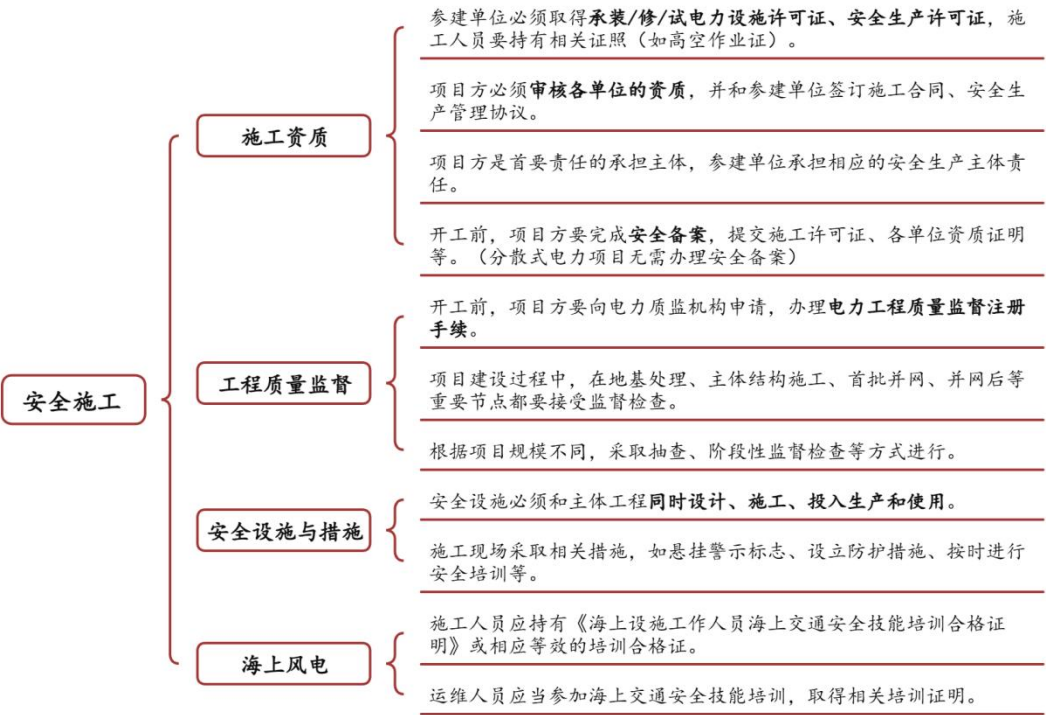 安全施工
施工资质
参建单位必须取得承装/修/试电力设施许可证、安全生产许可证，施
工人员要持有相关证照（如高空作业证）。
项目方必须审核各单位的资质，并和参建单位签订施工合同、安全生
产管理协议。
项目方是首要责任的承担主体，参建单位承担相应的安全生产主体责
任。
开工前，项目方要完成安全备案，提交施工许可证、各单位资质证明
等。（分散式电力项目无需办理安全备案）
工程质量监督
开工前，项目方要向电力质监机构申请，办理电力工程质量监督注册
手续。
项目建设过程中，在地基处理、主体结构施工、首批并网、并网后等
重要节点都要接受监督检查。
根据项目规模不同，采取抽查、阶段性监督检查等方式进行。
安全设施与措施
安全设施必须和主体工程同时设计、施工、投入生产和使用。
施工现场采取相关措施，如悬挂警示标志、设立防护措施、按时进行
安全培训等。
海上风电
施工人员应持有《海上设施工作人员海上交通安全技能培训合格证
明》或相应等效的培训合格证。
运维人员应当参加海上交通安全技能培训，取得相关培训证明。